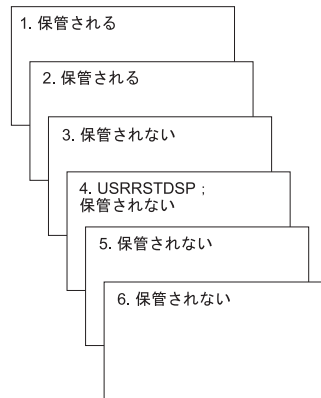 1. 保管される
2. 保管される
3. 保管されない
4. USRRSTDSP ;
保管されない
5. 保管されない
6. 保管されない